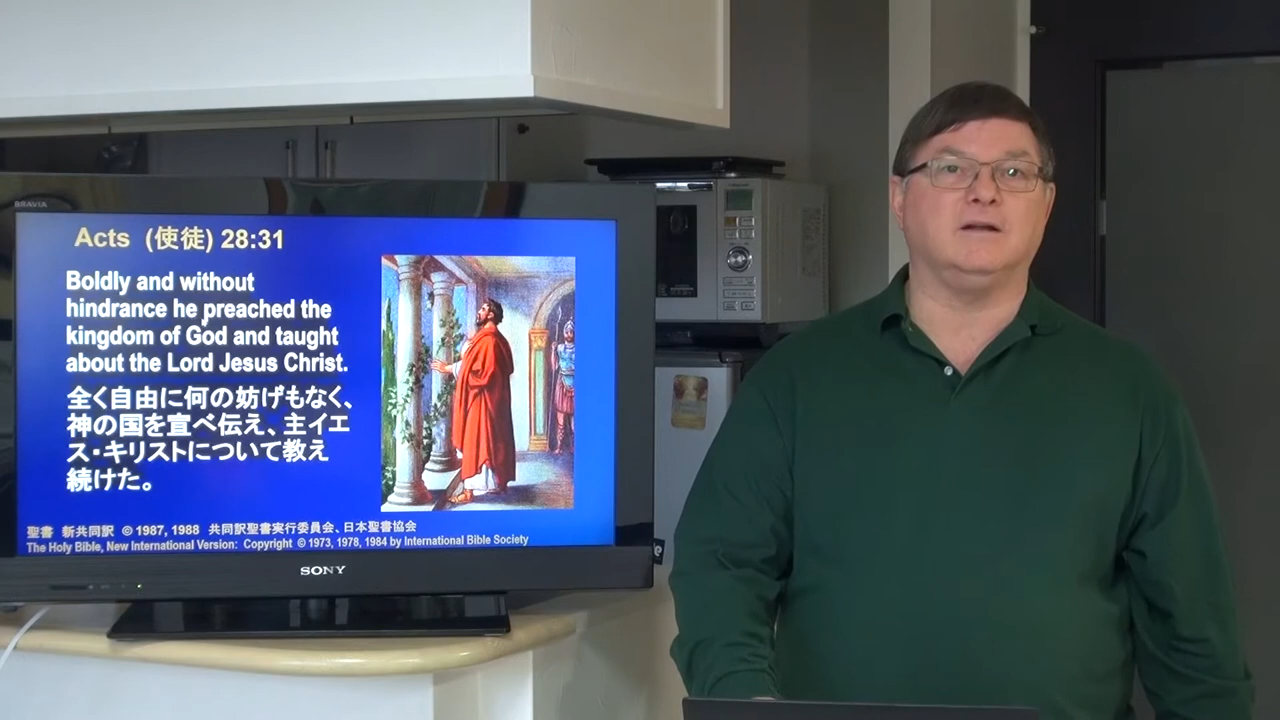 BRAVIA
Acts (使徒) 28:31
Boldly and without
hindrance he preached the
kingdom of God and taught
about the Lord Jesus Christ.
全く自由に何の妨げもなく、
神の国を宣べ伝え、主イエ
ス・キリストについて教え
続けた。
聖書 新共同訳 ©1987, 1988 共同訳聖書実行委員会、日本聖書協会
The Holy Bible, New International Version: Copyright © 1973, 1978, 1984 by International Bible Society
SONY